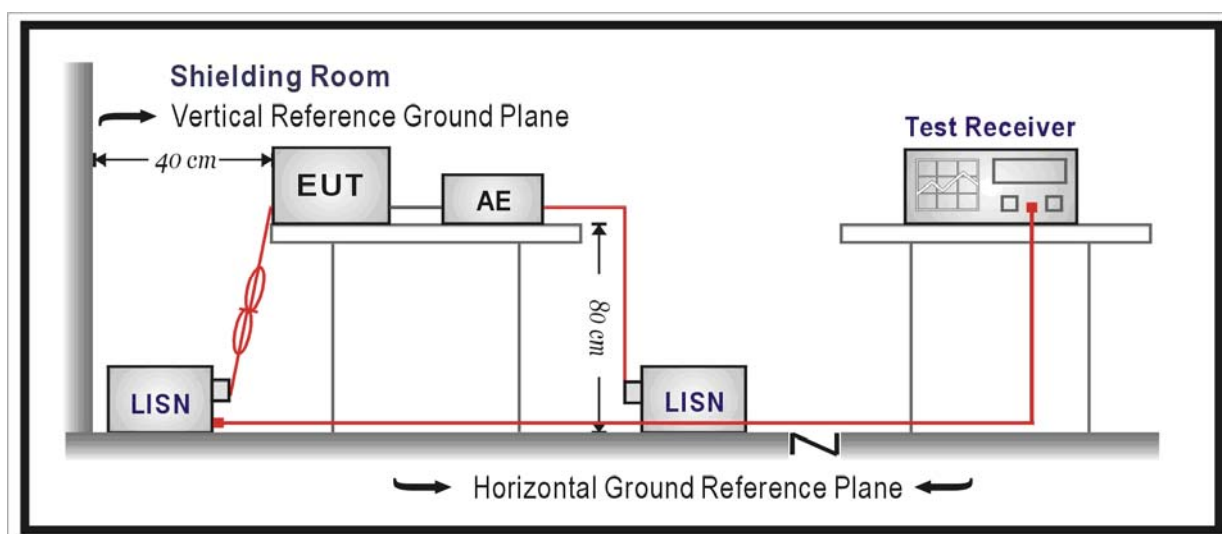 Shielding Room
Vertical Reference Ground Plane
40 cm
EUT
AE
Test Receiver
80 cm
LISN
LISN
Horizontal Ground Reference Plane